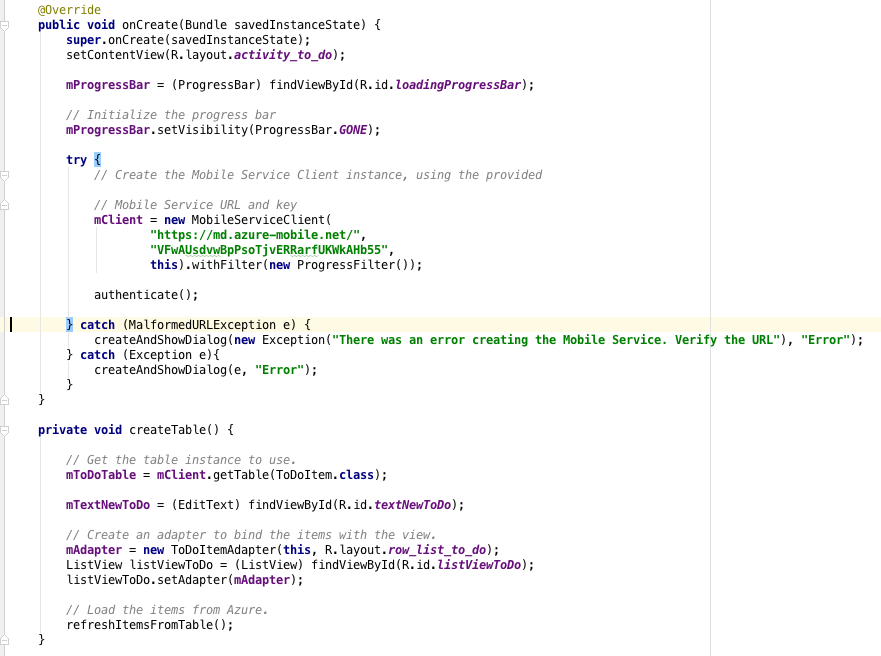 @Override
public void onCreate(Bundle savedInstanceState) {
super.onCreate(savedInstanceState);
setContentView(R.layout.activity_to_do);
mProgressBar = (ProgressBar) findViewById(R.id.loadingProgressBar);
// Initialize the progress bar
mProgressBar.setVisibility(ProgressBar.GONE);
try {
// Create the Mobile Service Client instance, using the provided
// Mobile Service URL and key
mClient = new MobileServiceClient(
"https://md.azure-mobile.net/",
"VFwAUsdvwBpPsoTjvERRarfUKWkAHb55",
this).withFilter(new ProgressFilter());
authenticate();
} catch (MalformedURLException e) {
createAndShowDialog(new Exception("There was an error creating the Mobile Service. Verify the URL"), "Error");
} catch (Exception e){
createAndShowDialog(e, "Error");
}
}
private void createTable() {
// Get the table instance to use.
mToDoTable = mClient.getTable(ToDoItem.class);
mTextNewToDo = (EditText) findViewById(R.id.textNewToDo);
// Create an adapter to bind the items with the view.
mAdapter = new ToDoItemAdapter(this, R.layout.row_list_to_do);
ListView listViewToDo = (ListView) findViewById(R.id.listViewToDo);
listViewToDo.setAdapter(mAdapter);
// Load the items from Azure.
refreshItemsFromTable();
}